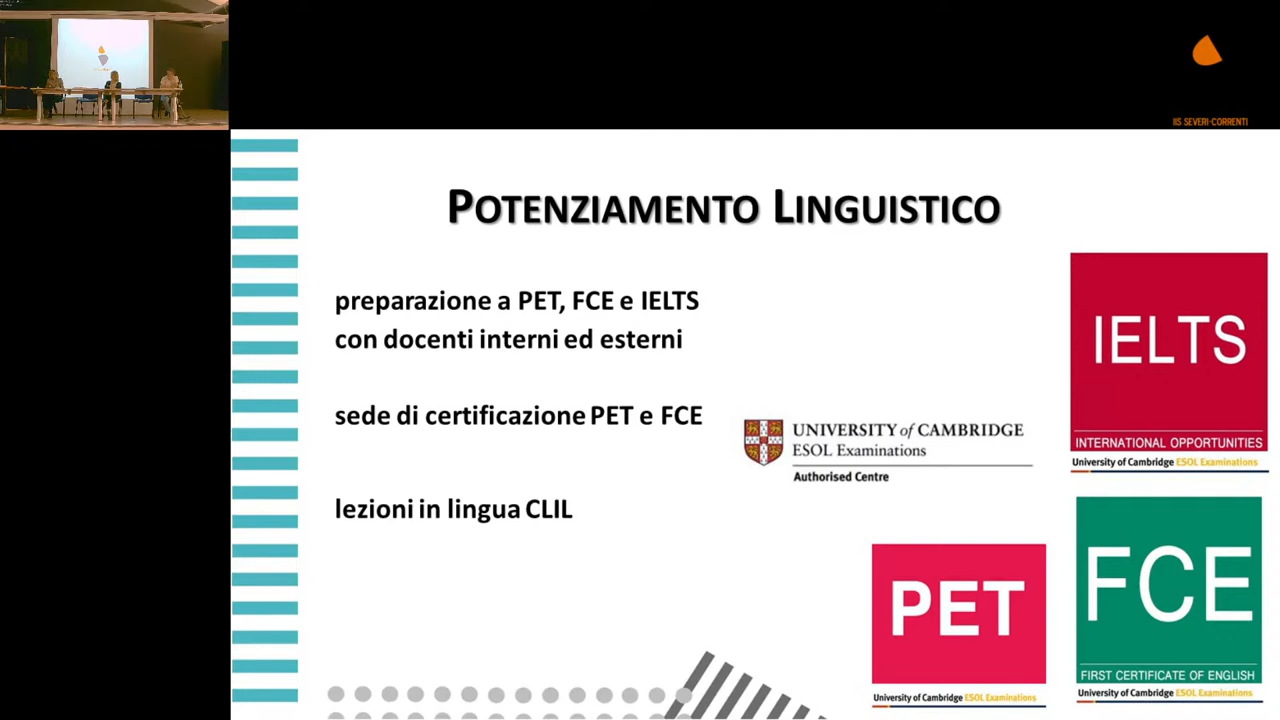 IIS SEVERI-CORRENTI
POTENZIAMENTO LINGUISTICO
preparazione a PET, FCE e IELTS
con docenti interni ed esterni
sede di certificazione PET e FCE
lezioni in lingua CLIL
UNIVERSITY of CAMBRIDGE
ESOL Examinations
Authorised Centre
IELTS
INTERNATIONAL OPPORTUNITIES
University of Cambridge ESOL Examinations
PET
University of Cambridge ESOL Examinations
FCE
FIRST CERTIFICATE OF ENGLISH
University of Cambridge ESOL Examinations